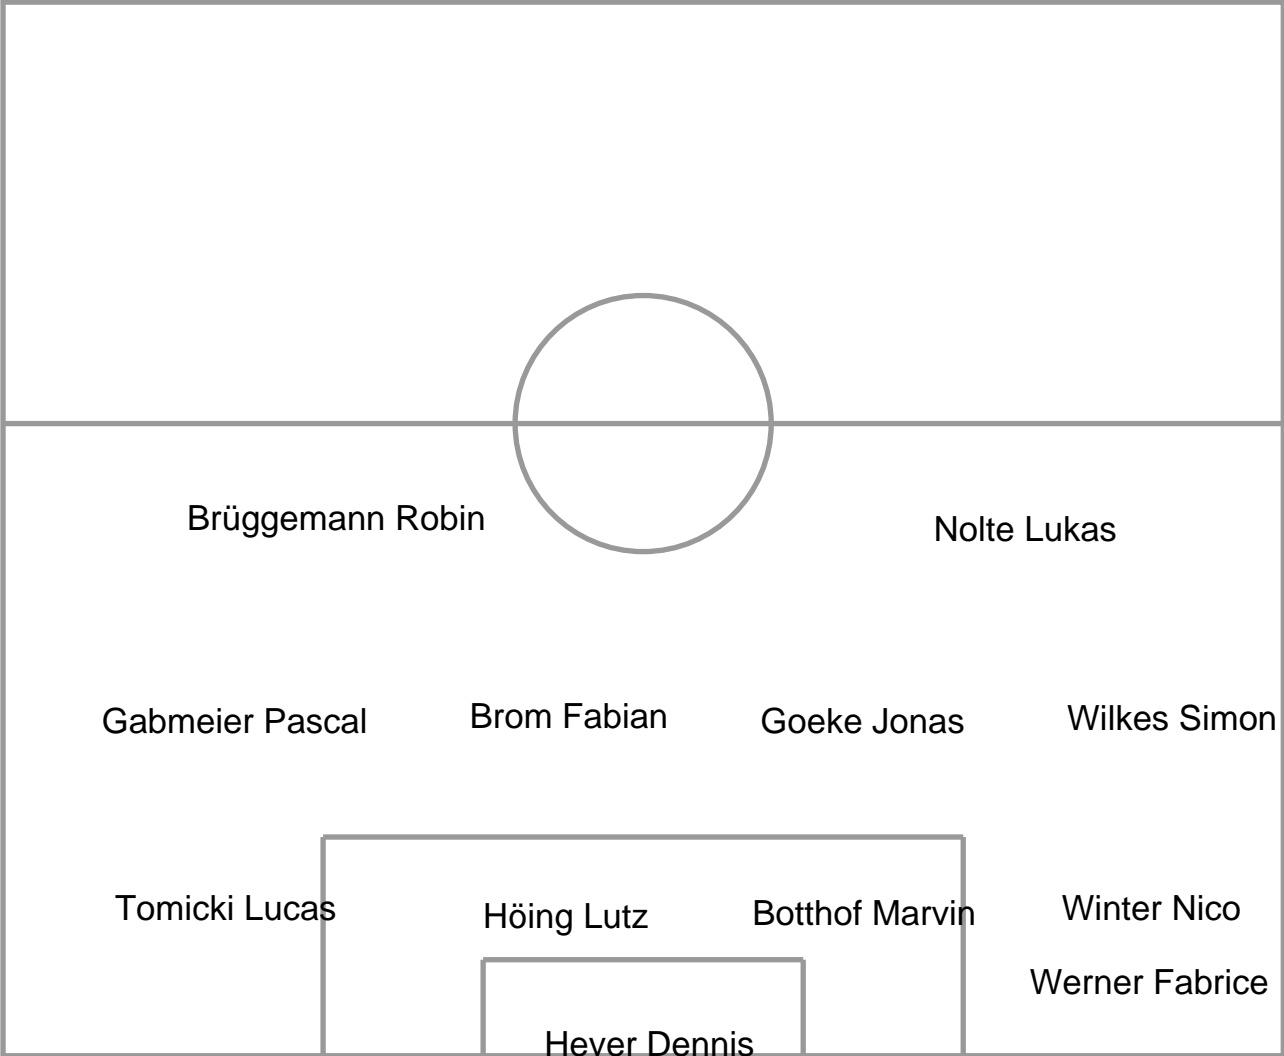 Brüggemann Robin
Nolte Lukas
Gabmeier Pascal
Brom Fabian
Goeke Jonas
Wilkes Simon
Tomicki Lucas
Höing Lutz
Botthof Marvin
Winter Nico
Werner Fabrice
Hever Dennis